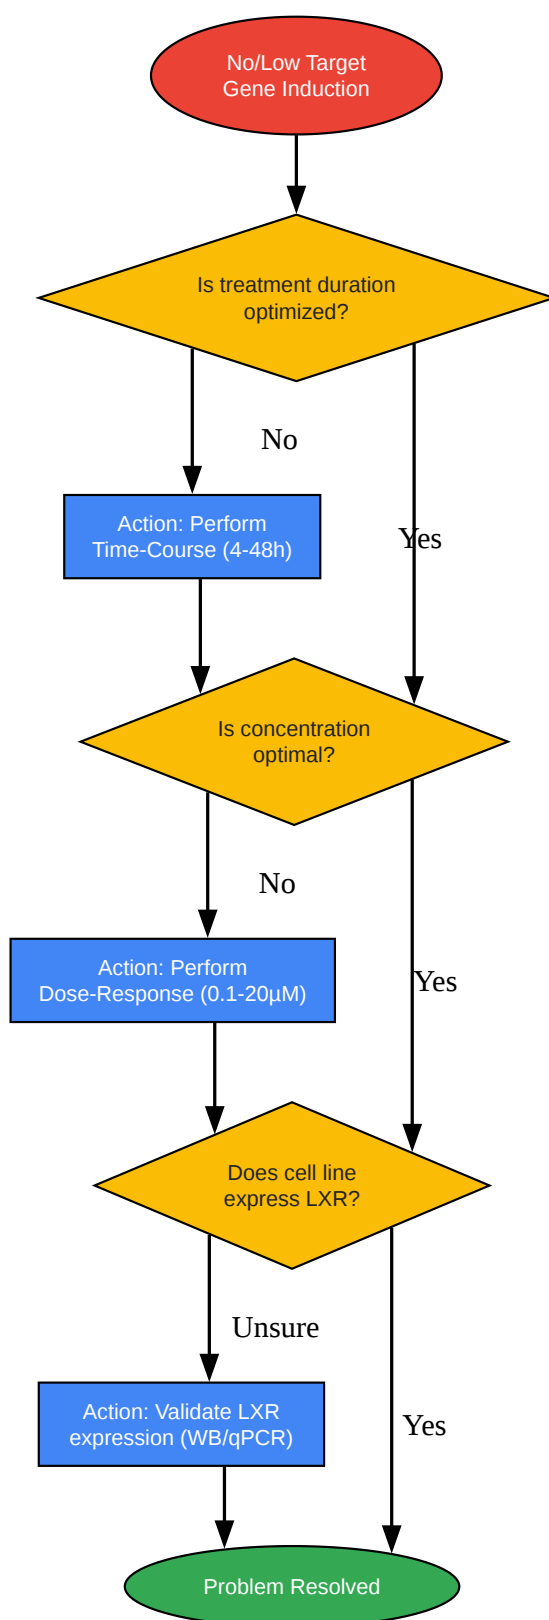 No/Low Target
Gene Induction
Is treatment duration
optimized?
No
Action: Perform
Time-Course (4-48h)
Yes
Is concentration
optimal?
No
Action: Perform
Dose-Response (0.1-20µM)
Yes
Does cell line
express LXR?
Unsure
Action: Validate LXR
expression (WB/qPCR)
Yes
Problem Resolved